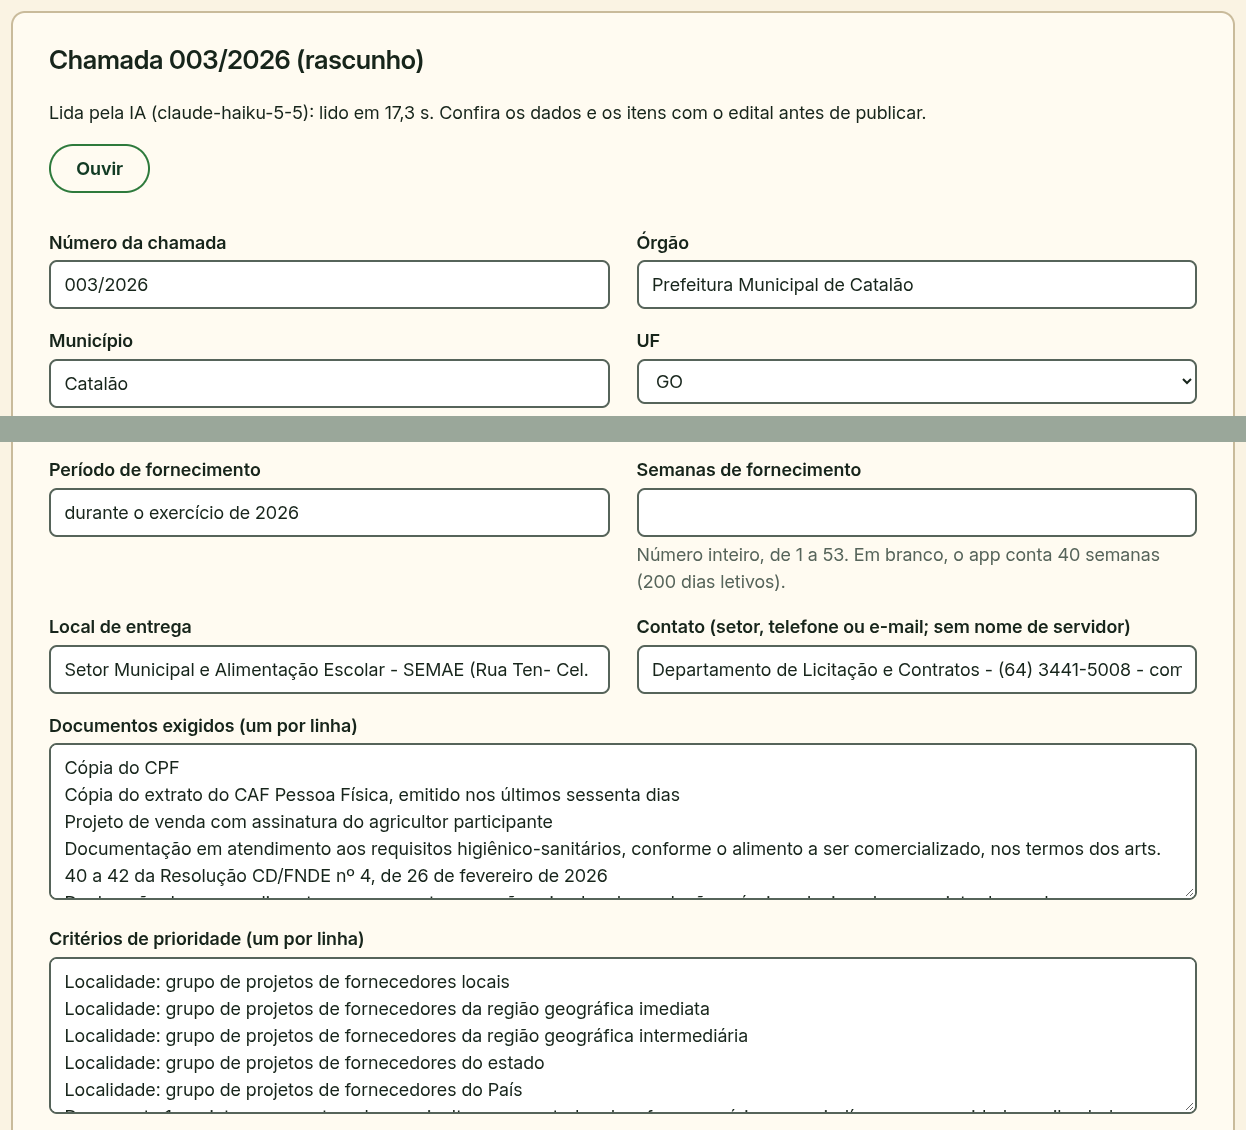 Chamada 003/2026 (rascunho)
Lida pela IA (claude-haiku-5-5): lido em 17,3 s. Confira os dados e os itens com o edital antes de publicar.
Ouvir
Número da chamada
003/2026
Órgão
Prefeitura Municipal de Catalão
Município
Catalão
UF
GO
Período de fornecimento
durante o exercício de 2026
Semanas de fornecimento
Número inteiro, de 1 a 53. Em branco, o app conta 40 semanas
(200 dias letivos).
Local de entrega
Setor Municipal e Alimentação Escolar - SEMAE (Rua Ten- Cel.
Contato (setor, telefone ou e-mail; sem nome de servidor)
Departamento de Licitação e Contratos - (64) 3441-5008 - com
Documentos exigidos (um por linha)
Cópia do CPF
Cópia do extrato do CAF Pessoa Física, emitido nos últimos sessenta dias
Projeto de venda com assinatura do agricultor participante
Documentação em atendimento aos requisitos higiênico-sanitários, conforme o alimento a ser comercializado, nos termos dos arts.
40 a 42 da Resolução CD/FNDE nº 4, de 26 de fevereiro de 2026
Critérios de prioridade (um por linha)
Localidade: grupo de projetos de fornecedores locais
Localidade: grupo de projetos de fornecedores da região geográfica imediata
Localidade: grupo de projetos de fornecedores da região geográfica intermediária
Localidade: grupo de projetos de fornecedores do estado
Localidade: grupo de projetos de fornecedores do País